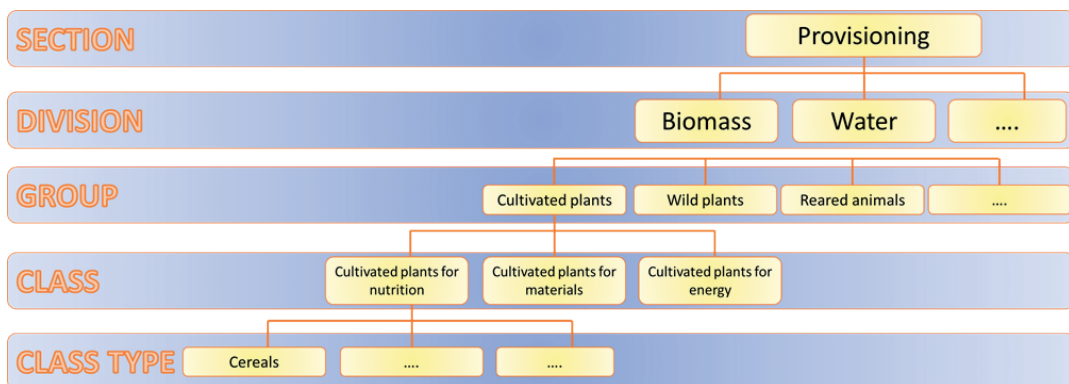 SECTION
Provisioning
DIVISION
Biomass
Water
....
GROUP
Cultivated plants
Wild plants
Reared animals
....
CLASS
Cultivated plants for
nutrition
Cultivated plants for
materials
Cultivated plants for
energy
CLASS TYPE
Cereals
....
....